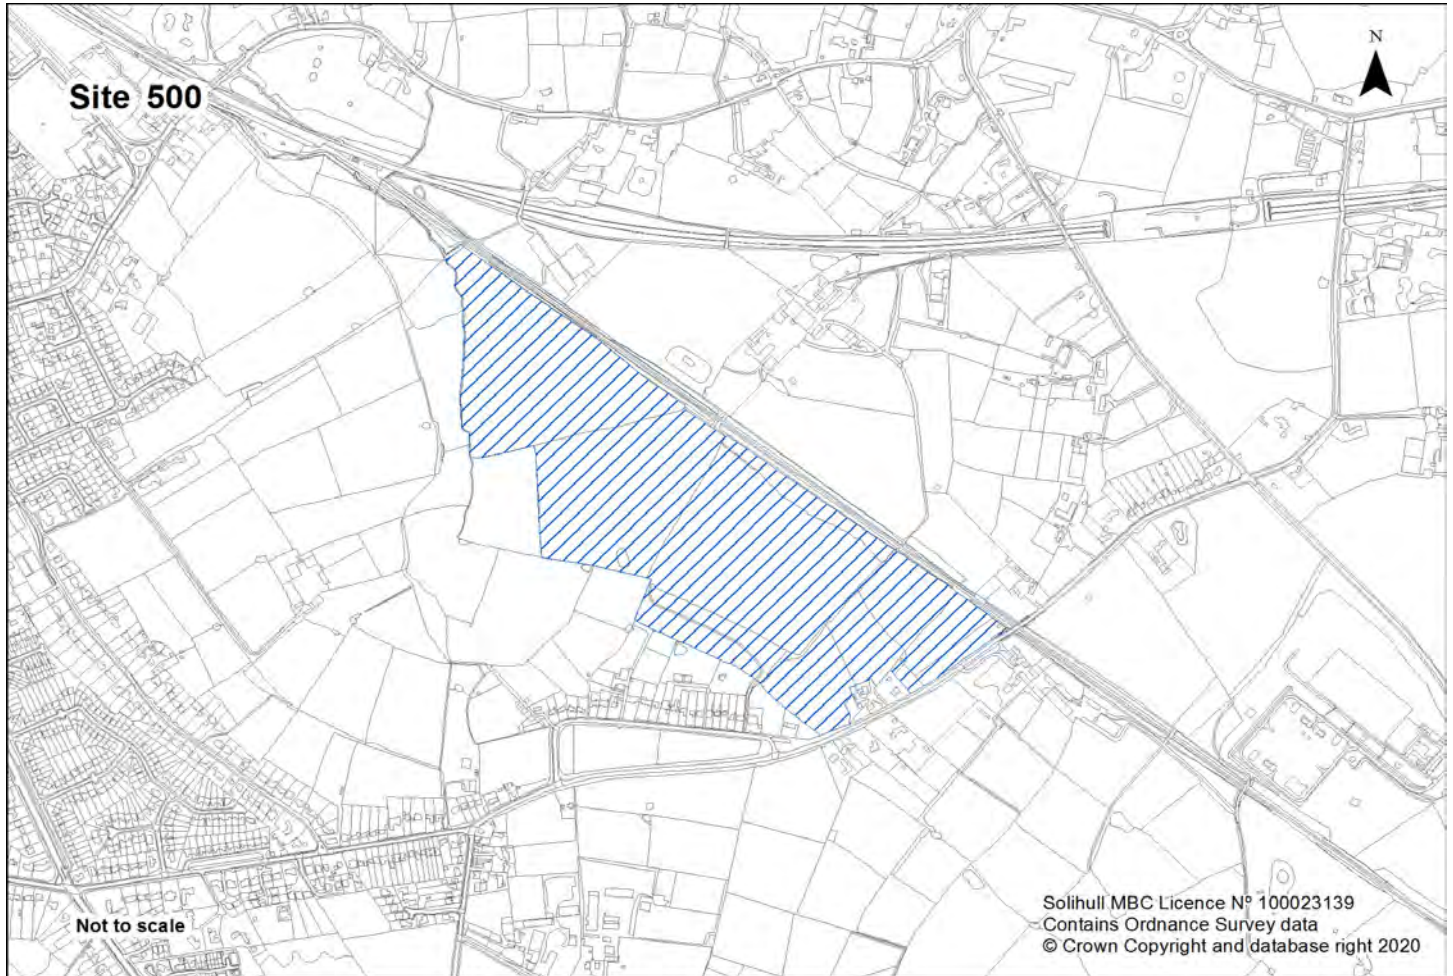 N
Site 500
Not to scale
Solihull MBC Licence Nº 100023139
Contains Ordnance Survey data
© Crown Copyright and database right 2020